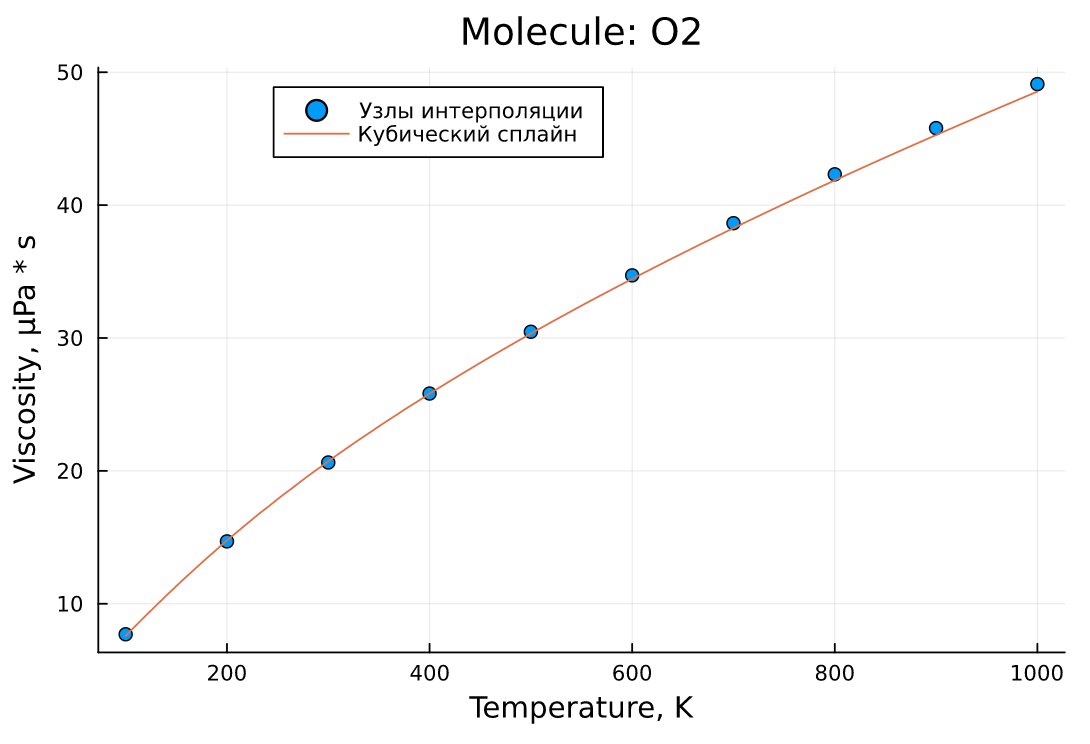 Molecule: O2
Узлы интерполяции
Кубический сплайн
Viscosity, μPa * s
50
40
30
20
10
200 400 600 800 1000
Temperature, K